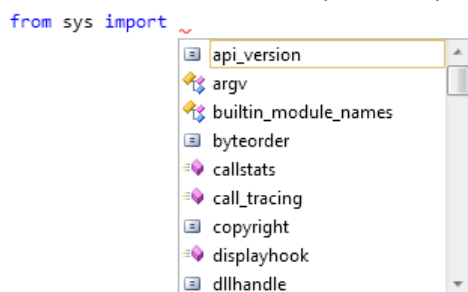 from sys import
api_version
argv
builtin_module_names
byteorder
callstats
call_tracing
copyright
displayhook
dllhandle